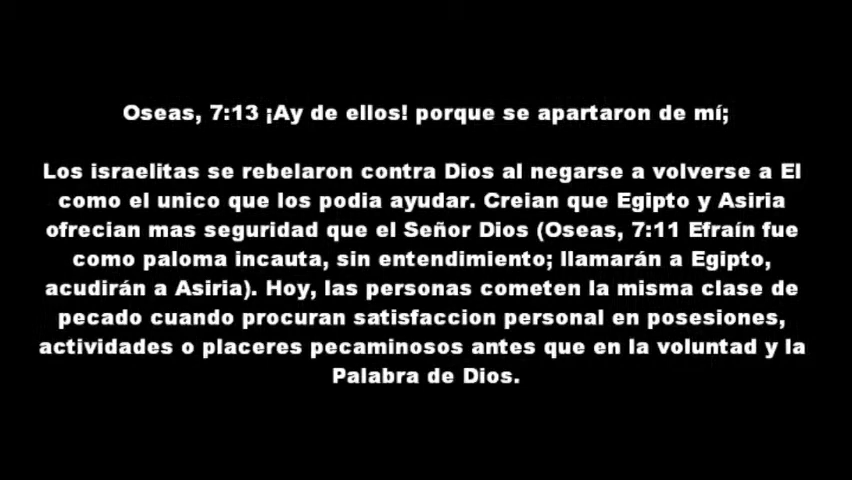 Oseas, 7:13 ¡Ay de ellos! porque se apartaron de mí;
Los israelitas se rebelaron contra Dios al negarse a volverse a El
como el unico que los podia ayudar. Creian que Egipto y Asiria
ofrecian mas seguridad que el Señor Dios (Oseas, 7:11 Efraín fue
como paloma incauta, sin entendimiento; llamarán a Egipto,
acudirán a Asiria). Hoy, las personas cometen la misma clase de
pecado cuando procuran satisfaccion personal en posesiones,
actividades o placeres pecaminosos antes que en la voluntad y la
Palabra de Dios.